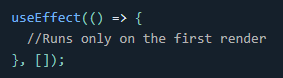 useEffect(() => {
  //Runs only on the first render
}, []);